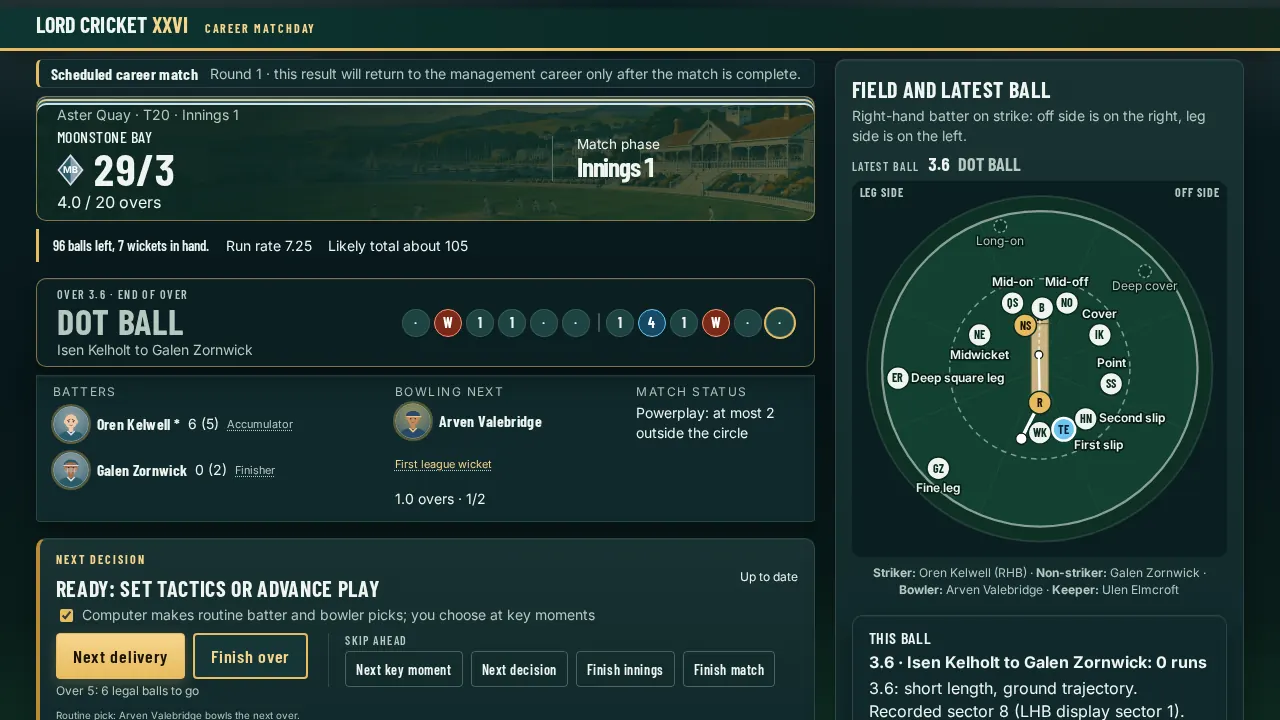 LORD CRICKET XXVI CAREER MATCHDAY
Scheduled career match Round 1 · this result will return to the management career only after the match is complete.
Aster Quay · T20 · Innings 1
MOONSTONE BAY
MB 29/3
4.0 / 20 overs
Match phase
Innings 1
96 balls left, 7 wickets in hand. Run rate 7.25 Likely total about 105
OVER 3.6 · END OF OVER
DOT BALL
Isen Kelholt to Galen Zornwick
· W 1 1 · · | 1 4 1 W · ·
BATTERS
Oren Kelwell * 6 (5) Accumulator
Galen Zornwick 0 (2) Finisher
BOWLING NEXT
Arven Valebridge
First league wicket
1.0 overs · 1/2
MATCH STATUS
Powerplay: at most 2
outside the circle
NEXT DECISION
READY: SET TACTICS OR ADVANCE PLAY
Up to date
Computer makes routine batter and bowler picks; you choose at key moments
Next delivery
Finish over
SKIP AHEAD
Next key moment
Next decision
Finish innings
Finish match
Over 5: 6 legal balls to go
Routine pick: Arven Valebridge bowls the next over.
FIELD AND LATEST BALL
Right-hand batter on strike: off side is on the right, leg
side is on the left.
LATEST BALL 3.6 DOT BALL
LEG SIDE OFF SIDE
Long-on
Deep cover
Mid-on Mid-off
QS B NO
Cover
NS
NE IK
Midwicket
Point
ER Deep square leg
SS
R
HN Second slip
WK TE
First slip
GZ
Fine leg
Striker: Oren Kelwell (RHB) · Non-striker: Galen Zornwick ·
Bowler: Arven Valebridge · Keeper: Ulen Elmcroft
THIS BALL
3.6 · Isen Kelholt to Galen Zornwick: 0 runs
3.6: short length, ground trajectory.
Recorded sector 8 (LHB display sector 1).